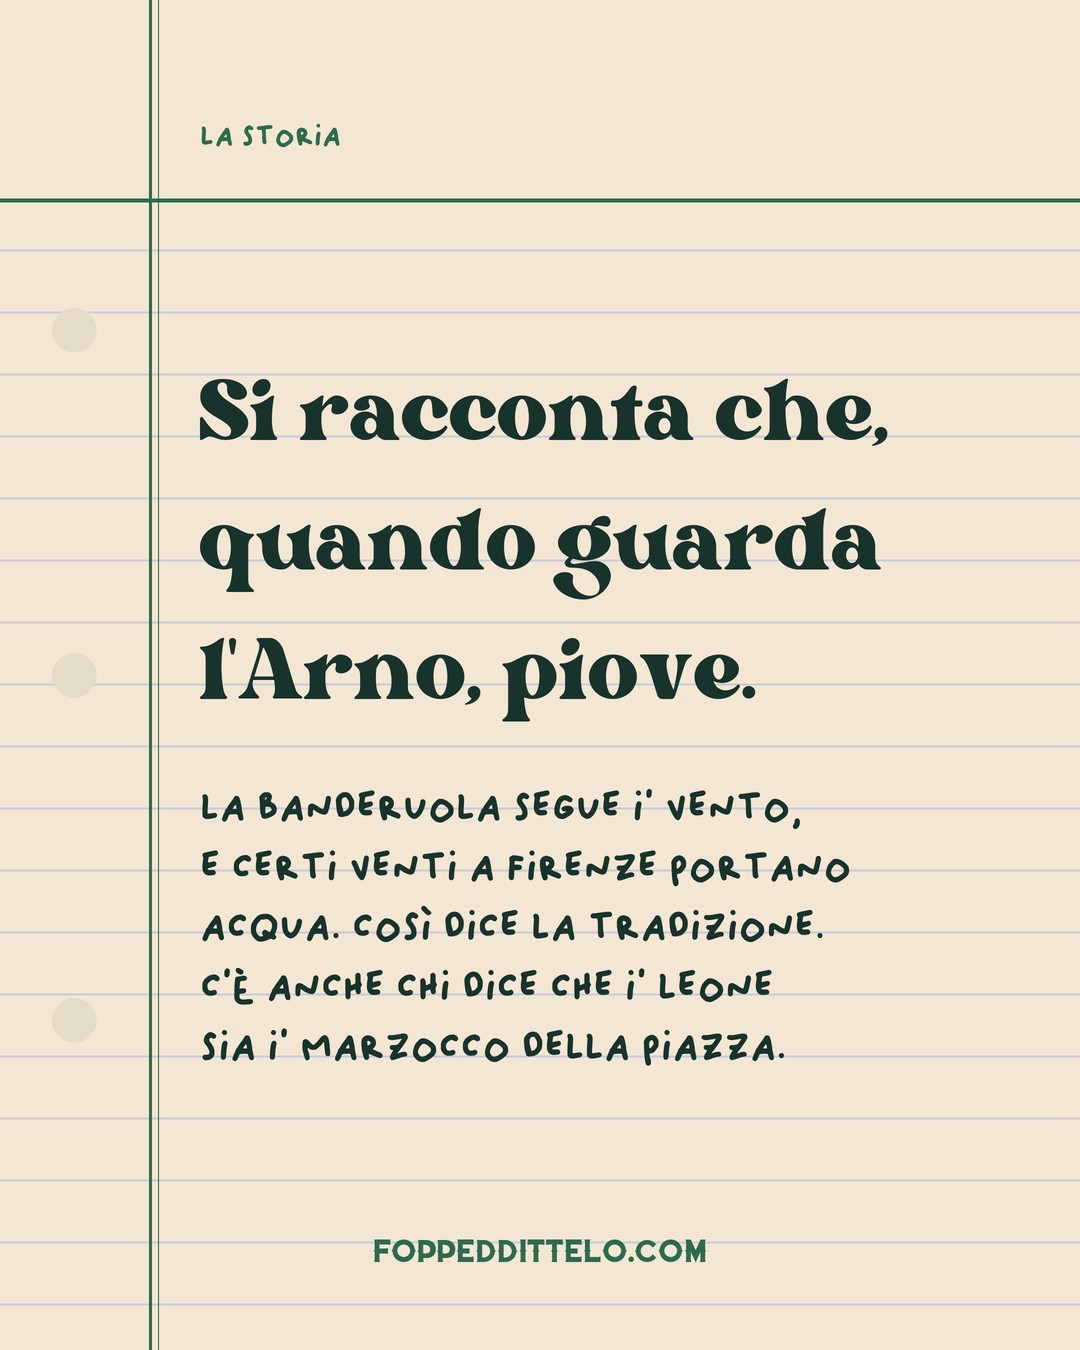 LA STORiA
Si racconta che,
quando guarda
l'Arno, piove.
LA BANDERUOLA SEGUE i' VENTO,
E CERTi VENTi A FiRENZE PORTANO
ACQUA. COSÌ DiCE LA TRADiZiONE.
C'È ANCHE CHi DiCE CHE i' LEONE
SiA i' MARZOCCO DELLA PiAZZA.
FOPPEDDITTELO.COM